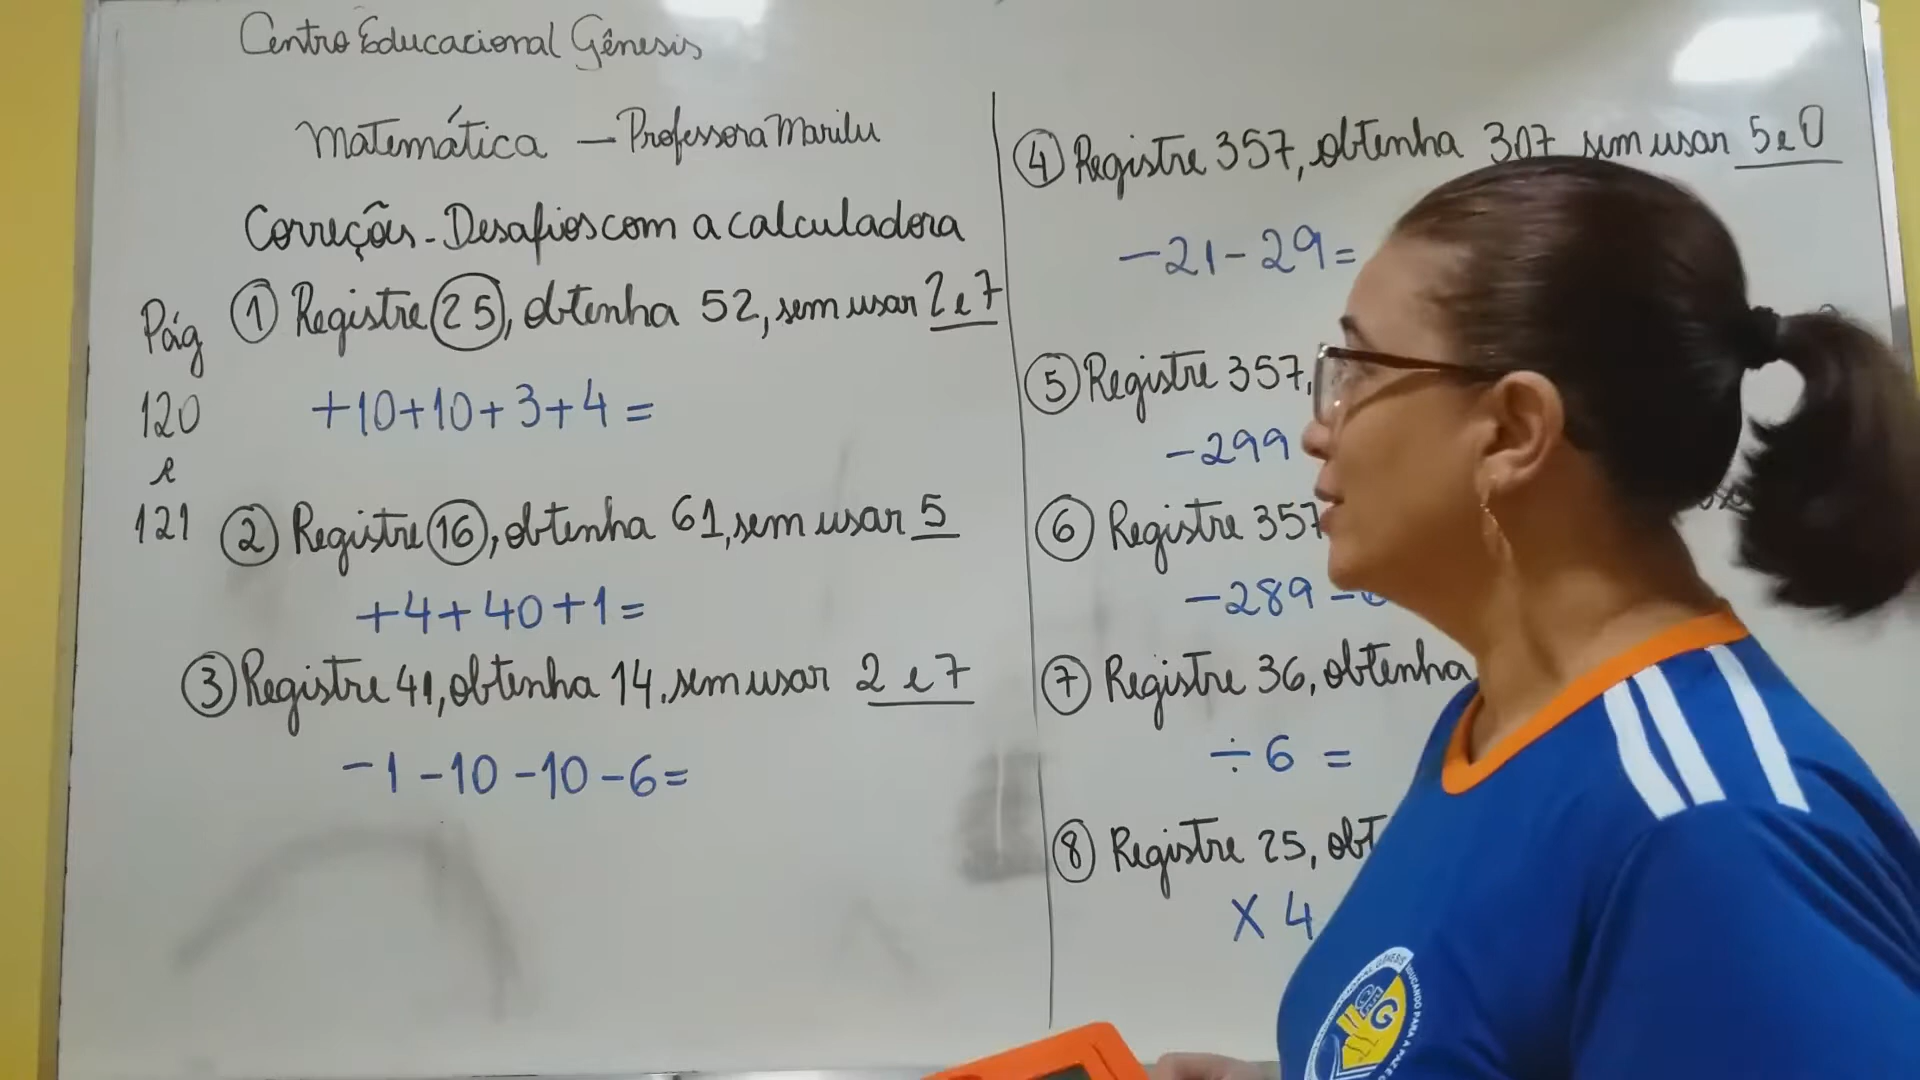 Centro Educacional Gênesis
Matemática - Professora Marilu
Correções - Desafios com a calculadora
Pág
120
e
121
① Registre 25, obtenha 52, sem usar 2 e 7
+10+10+3+4=
② Registre 16, obtenha 61, sem usar 5
+4+40+1=
③ Registre 41, obtenha 14, sem usar 2 e 7
-1-10-10-6=
④ Registre 357, obtenha 307 sem usar 5 e 0
-21-29=
⑤ Registre 357,
-299
⑥ Registre 357
-289 -
⑦ Registre 36, obtenha
÷6 =
⑧ Registre 25,
X 4
G